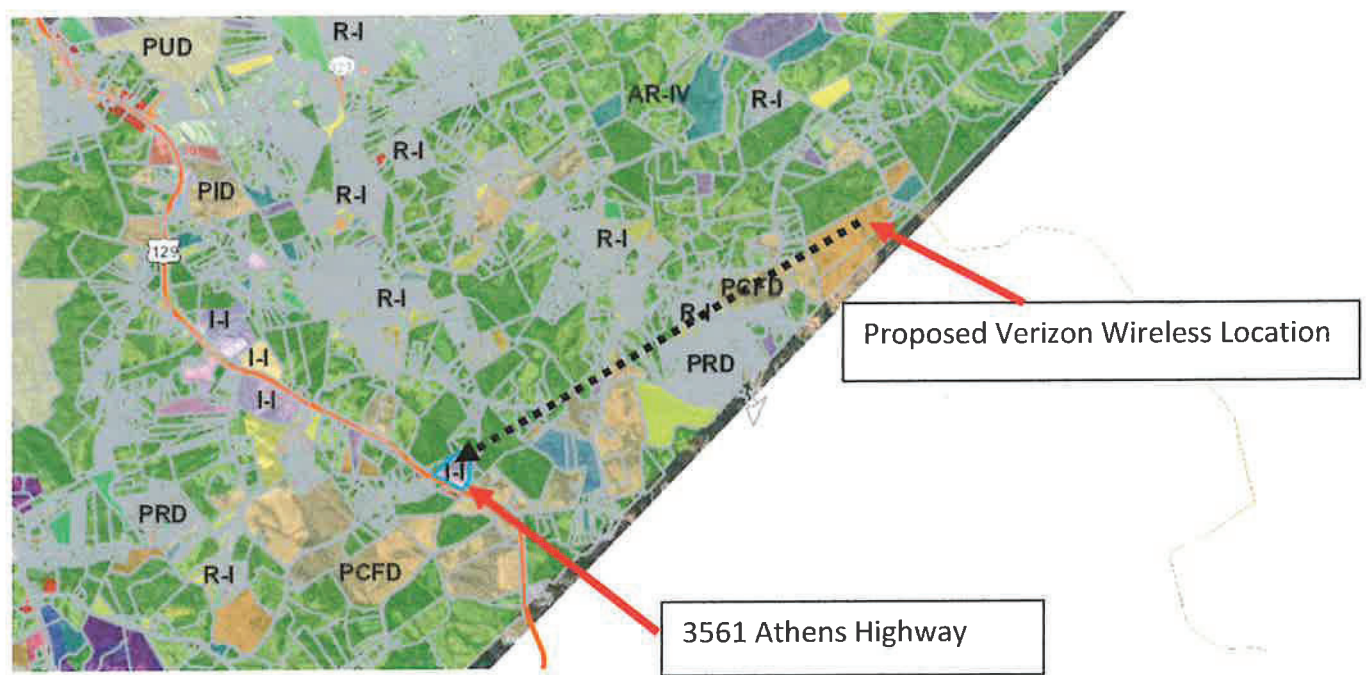 R-I
PUD
AR-IV
R-I
R-I
R-I
PID
R-I
129
PCFD
R-I
R-I
I-I
I-I
PRD
Proposed Verizon Wireless Location
I-I
I-I
PRD
R-I
PCFD
3561 Athens Highway